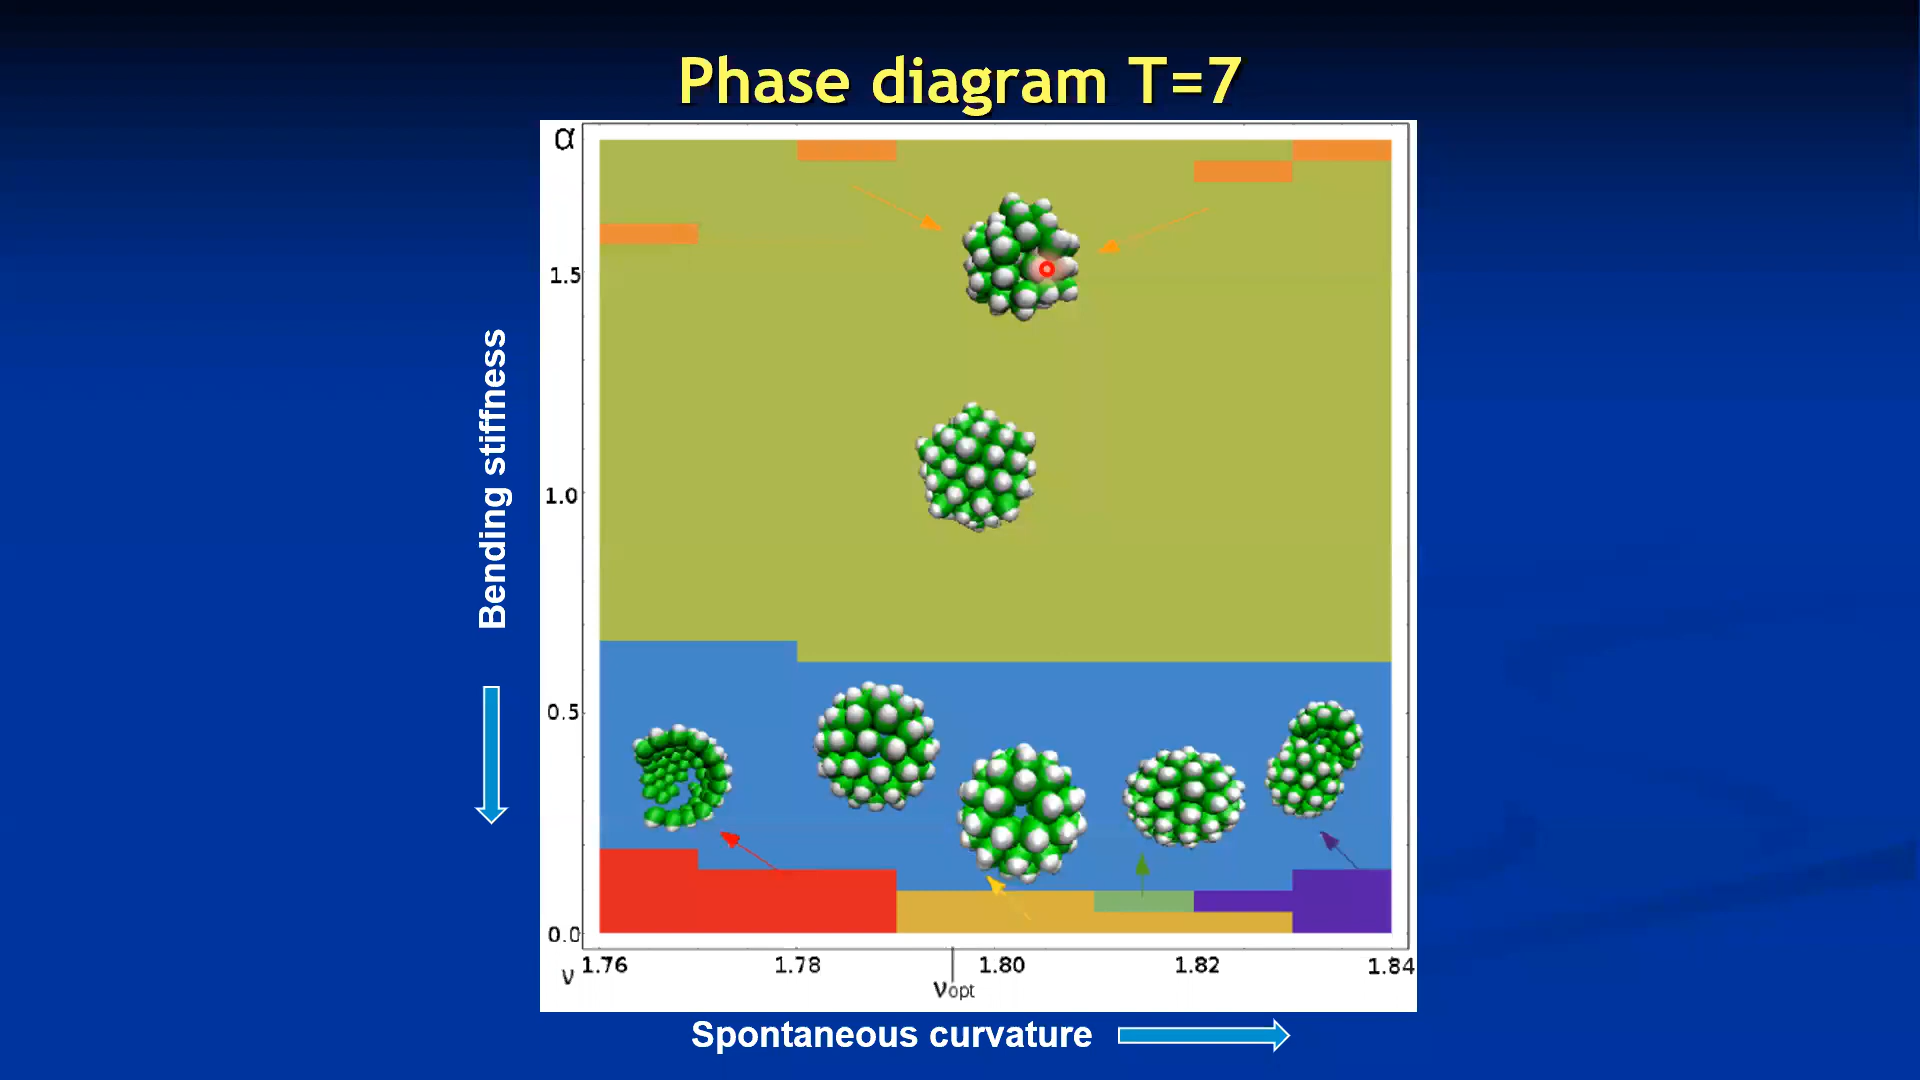 Phase diagram T=7
α
1.5
1.0
0.5
0.0
Bending stiffness
ν 1.76 1.78 1.80 1.82 1.84
νopt
Spontaneous curvature